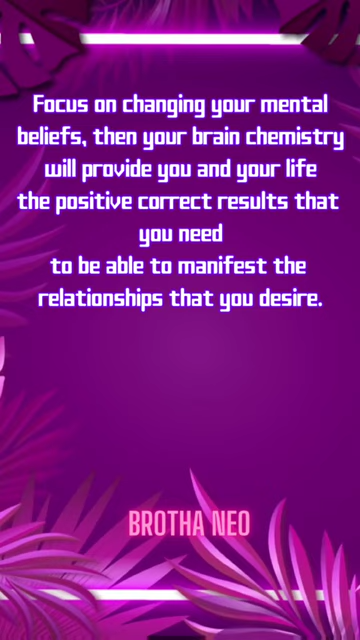 Focus on changing your mental
beliefs, then your brain chemistry
will provide you and your life
the positive correct results that
you need
to be able to manifest the
relationships that you desire.
BROTHA NEO